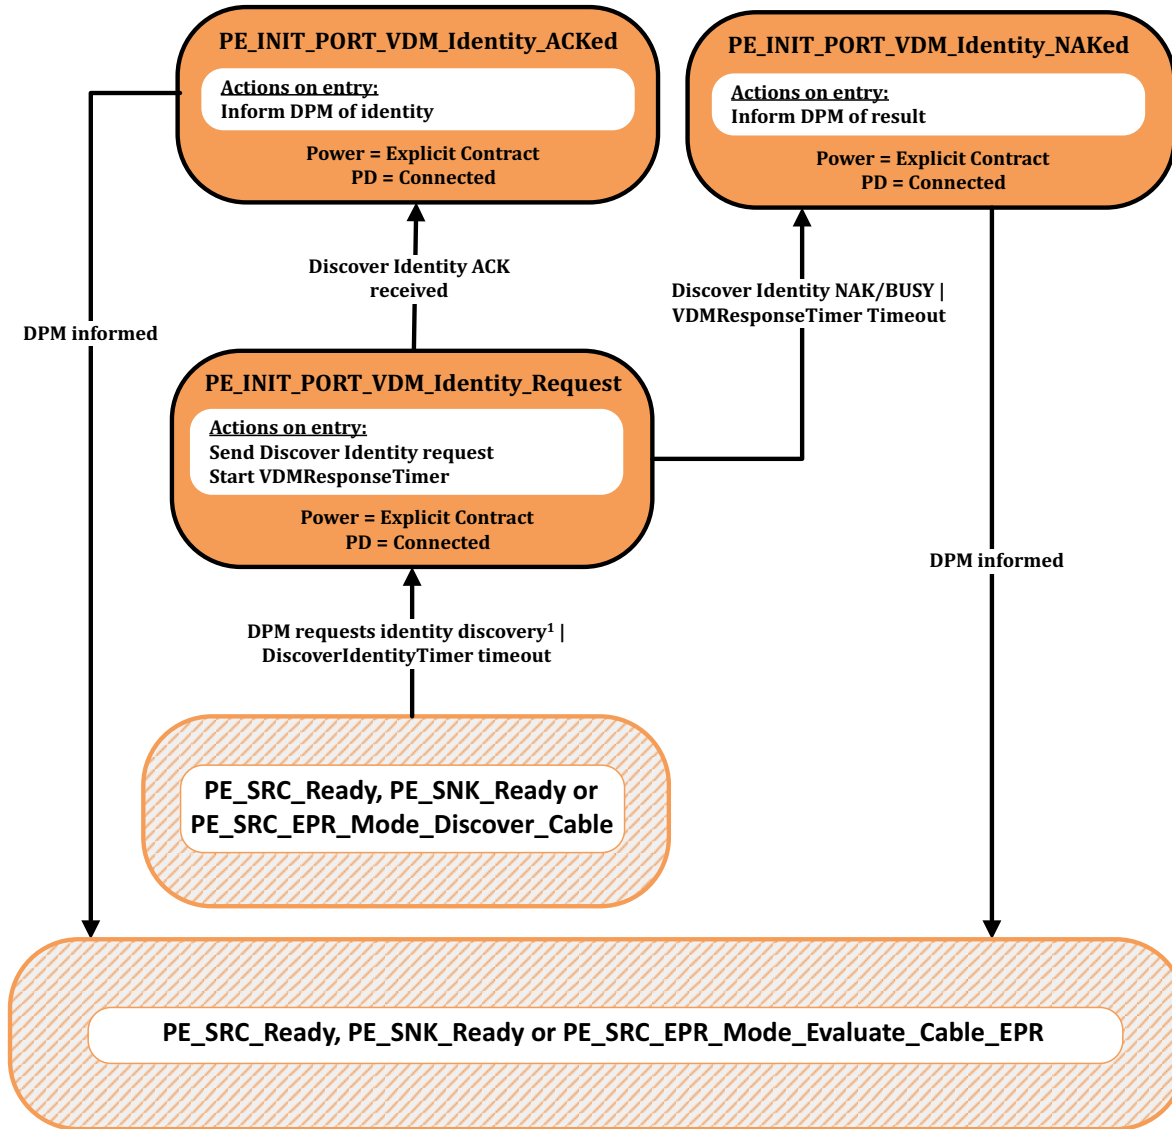 PE_INIT_PORT_VDM_Identity_ACKed
Actions on entry:
Inform DPM of identity
Power = Explicit Contract
PD = Connected
PE_INIT_PORT_VDM_Identity_NAKed
Actions on entry:
Inform DPM of result
Power = Explicit Contract
PD = Connected
Discover Identity ACK
received
Discover Identity NAK/BUSY |
VDMResponseTimer Timeout
DPM informed
PE_INIT_PORT_VDM_Identity_Request
Actions on entry:
Send Discover Identity request
Start VDMResponseTimer
Power = Explicit Contract
PD = Connected
DPM informed
DPM requests identity discovery¹ |
DiscoverIdentityTimer timeout
PE_SRC_Ready, PE_SNK_Ready or
PE_SRC_EPR_Mode_Discover_Cable
PE_SRC_Ready, PE_SNK_Ready or PE_SRC_EPR_Mode_Evaluate_Cable_EPR